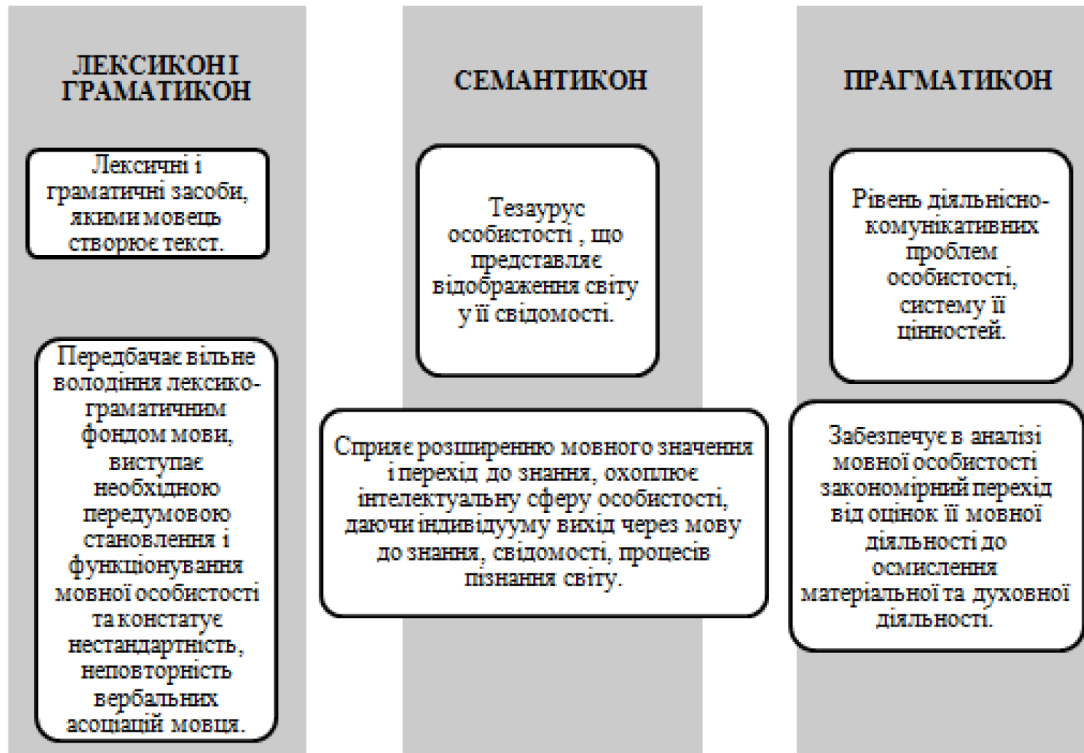 ЛЕКСИКОН І
ГРАМАТИКОН
Лексичні і
граматичні засоби,
якими мовець
створює текст.
Передбачає вільне
володіння лексико-
граматичним
фондом мови,
виступає
необхідною
передумовою
становлення і
функціонування
мовної особистості
та констатує
нестандартність,
неповторність
вербальних
асоціацій мовця.
СЕМАНТИКОН
Тезаурус
особистості , що
представляє
відображення світу
у її свідомості.
Сприяє розширенню мовного значення
і перехід до знання, охоплює
інтелектуальну сферу особистості,
даючи індивідууму вихід через мову
до знання, свідомості, процесів
пізнання світу.
ПРАГМАТИКОН
Рівень діяльнісно-
комунікативних
проблем
особистості,
систему її
цінностей.
Забезпечує в аналізі
мовної особистості
закономірний перехід
від оцінок її мовної
діяльності до
осмислення
матеріальної та духовної
діяльності.